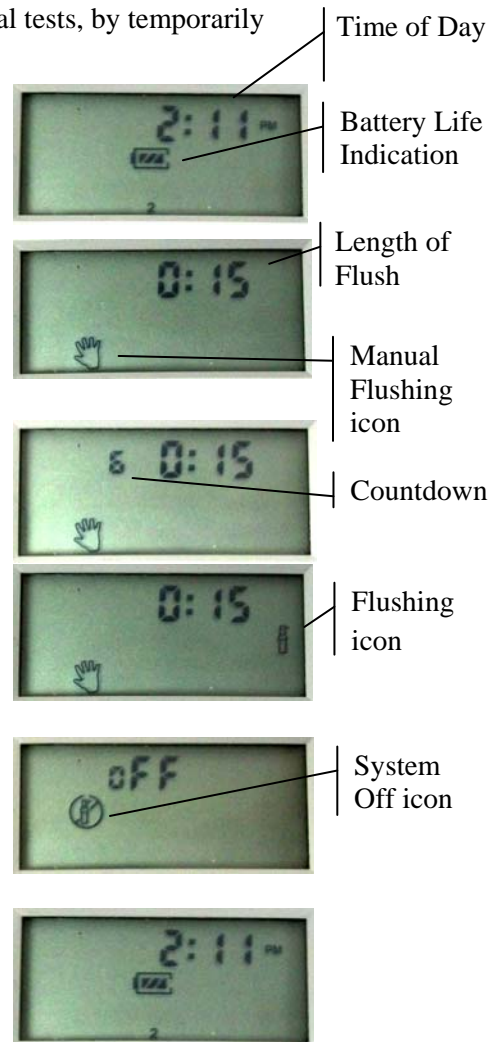 al tests, by temporarily
Time of Day
2:11 PM
Battery Life
Indication
2
Length of
Flush
0:15
Manual
Flushing
icon
6 0:15
Countdown
0:15
Flushing
icon
oFF
System
Off icon
2:11 PM
2